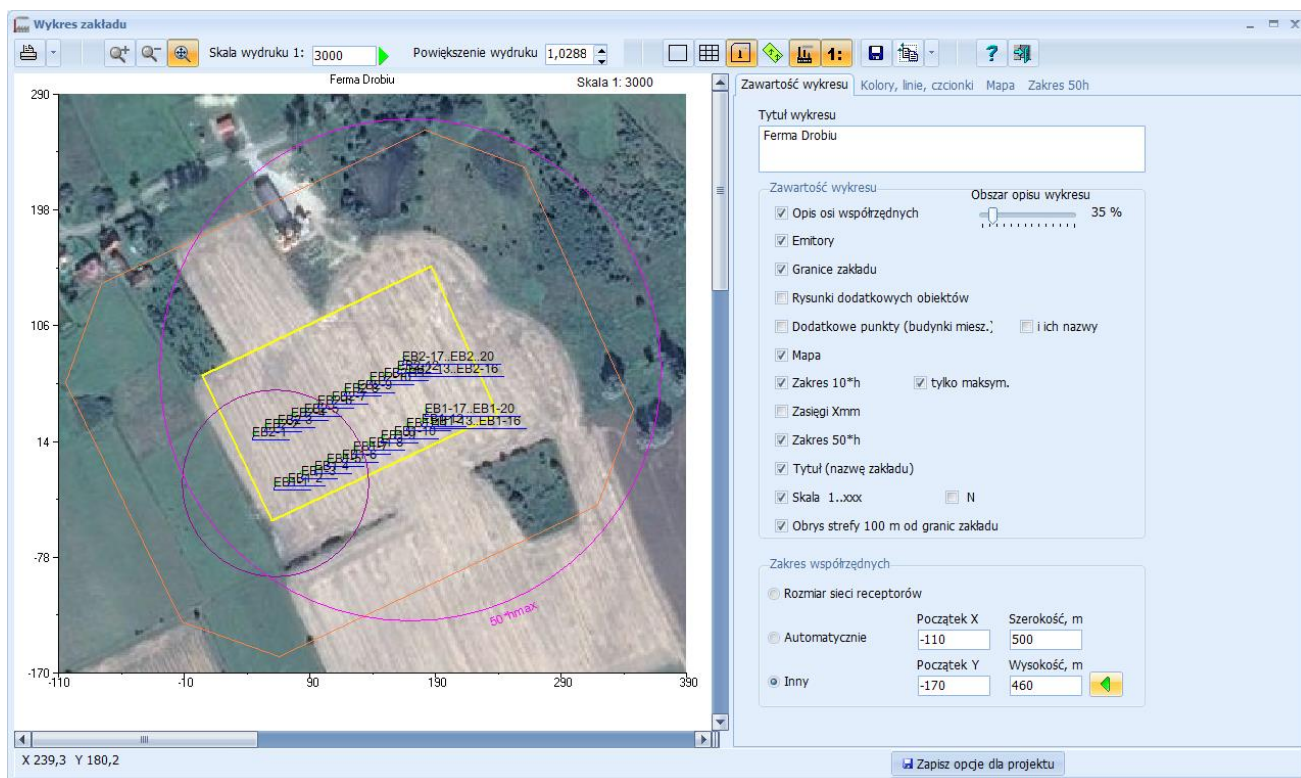 Wykres zakładu
Skala wydruku 1: 3000 Powiększenie wydruku 1,0288
1 1: ?
Ferma Drobiu Skala 1: 3000
290
198
106
14
-78
-170
-110 -10 90 190 290 390
EB2-17..EB2..20
EB2-13..EB2-16
EB2-1
EB1-17..EB1-20
EB1-13..EB1-16
50*hmax
X 239,3 Y 180,2
Zawartość wykresu Kolory, linie, czcionki Mapa Zakres 50h
Tytuł wykresu
Ferma Drobiu
Zawartość wykresu
Obszar opisu wykresu
Opis osi współrzędnych 35 %
Emitory
Granice zakładu
Rysunki dodatkowych obiektów
Dodatkowe punkty (budynki miesz.) i ich nazwy
Mapa
Zakres 10*h tylko maksym.
Zasięgi Xmm
Zakres 50*h
Tytuł (nazwę zakładu)
Skala 1..xxx N
Obrys strefy 100 m od granic zakładu
Zakres współrzędnych
Rozmiar sieci receptorów
Początek X Szerokość, m
Automatycznie -110 500
Początek Y Wysokość, m
Inny -170 460
Zapisz opcje dla projektu